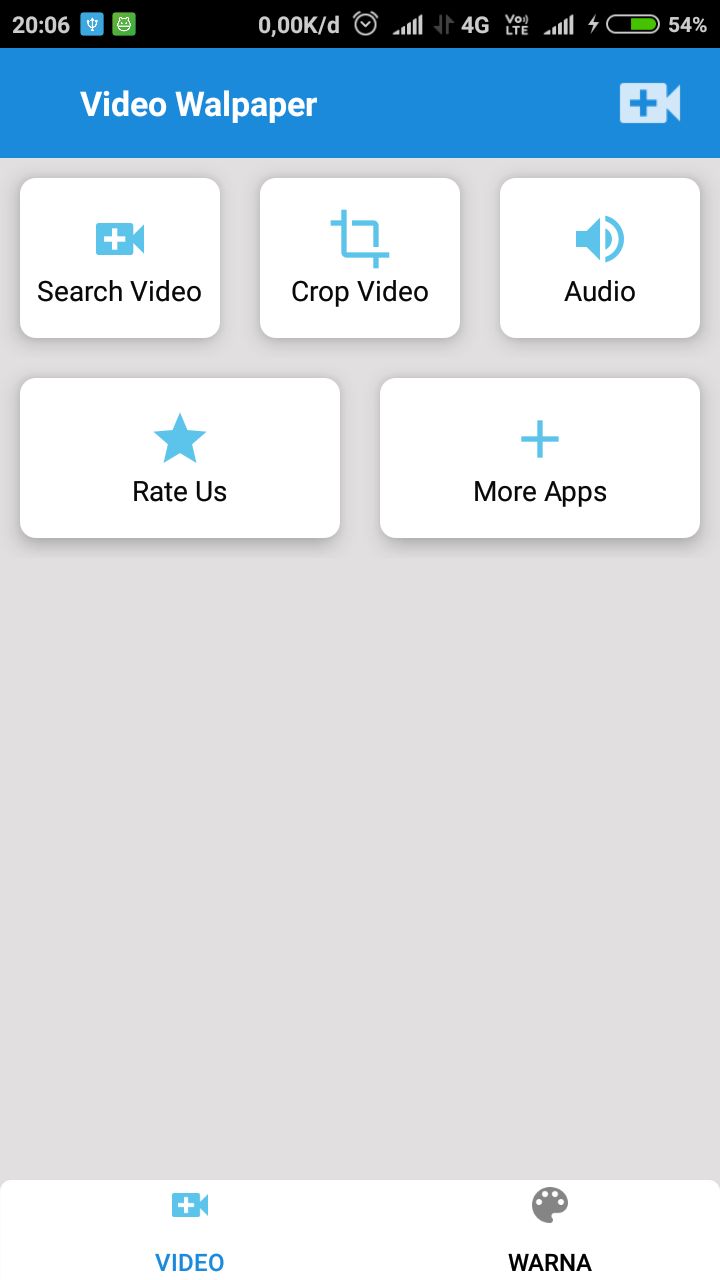 20:06 0,00K/d 4G Vo) LTE 54%
Video Walpaper
Search Video Crop Video Audio
Rate Us More Apps
VIDEO WARNA